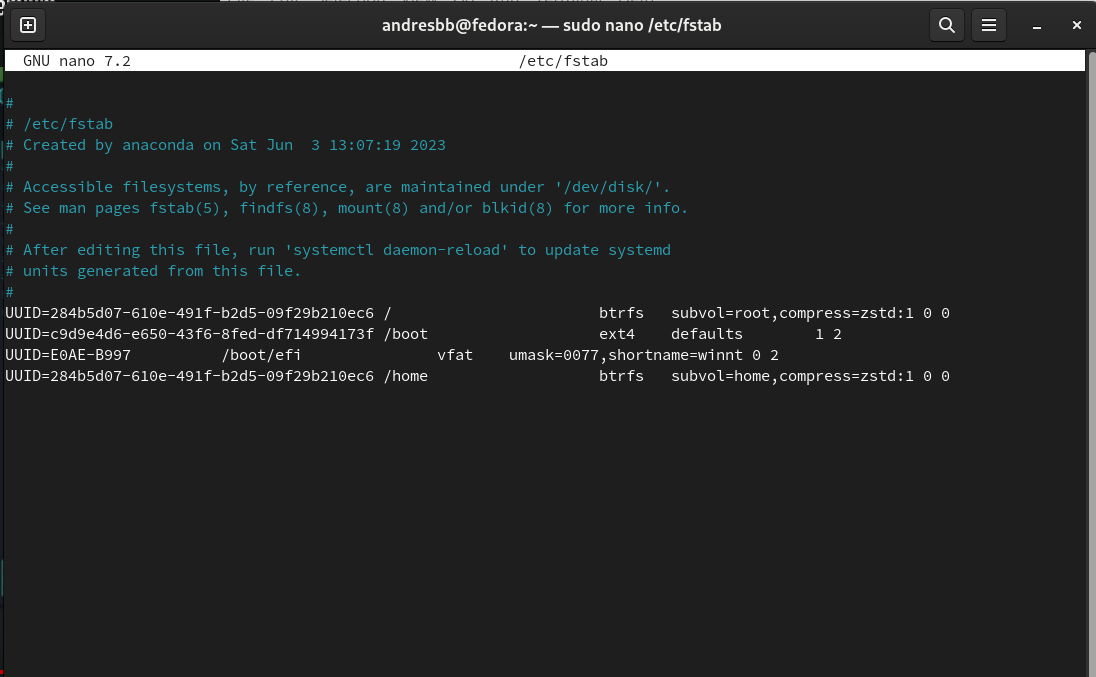 andresbb@fedora:~ — sudo nano /etc/fstab
GNU nano 7.2 /etc/fstab
#
# /etc/fstab
# Created by anaconda on Sat Jun  3 13:07:19 2023
#
# Accessible filesystems, by reference, are maintained under '/dev/disk/'.
# See man pages fstab(5), findfs(8), mount(8) and/or blkid(8) for more info.
#
# After editing this file, run 'systemctl daemon-reload' to update systemd
# units generated from this file.
#
UUID=284b5d07-610e-491f-b2d5-09f29b210ec6 /                       btrfs   subvol=root,compress=zstd:1 0 0
UUID=c9d9e4d6-e650-43f6-8fed-df714994173f /boot                   ext4    defaults        1 2
UUID=E0AE-B997          /boot/efi               vfat    umask=0077,shortname=winnt 0 2
UUID=284b5d07-610e-491f-b2d5-09f29b210ec6 /home                   btrfs   subvol=home,compress=zstd:1 0 0